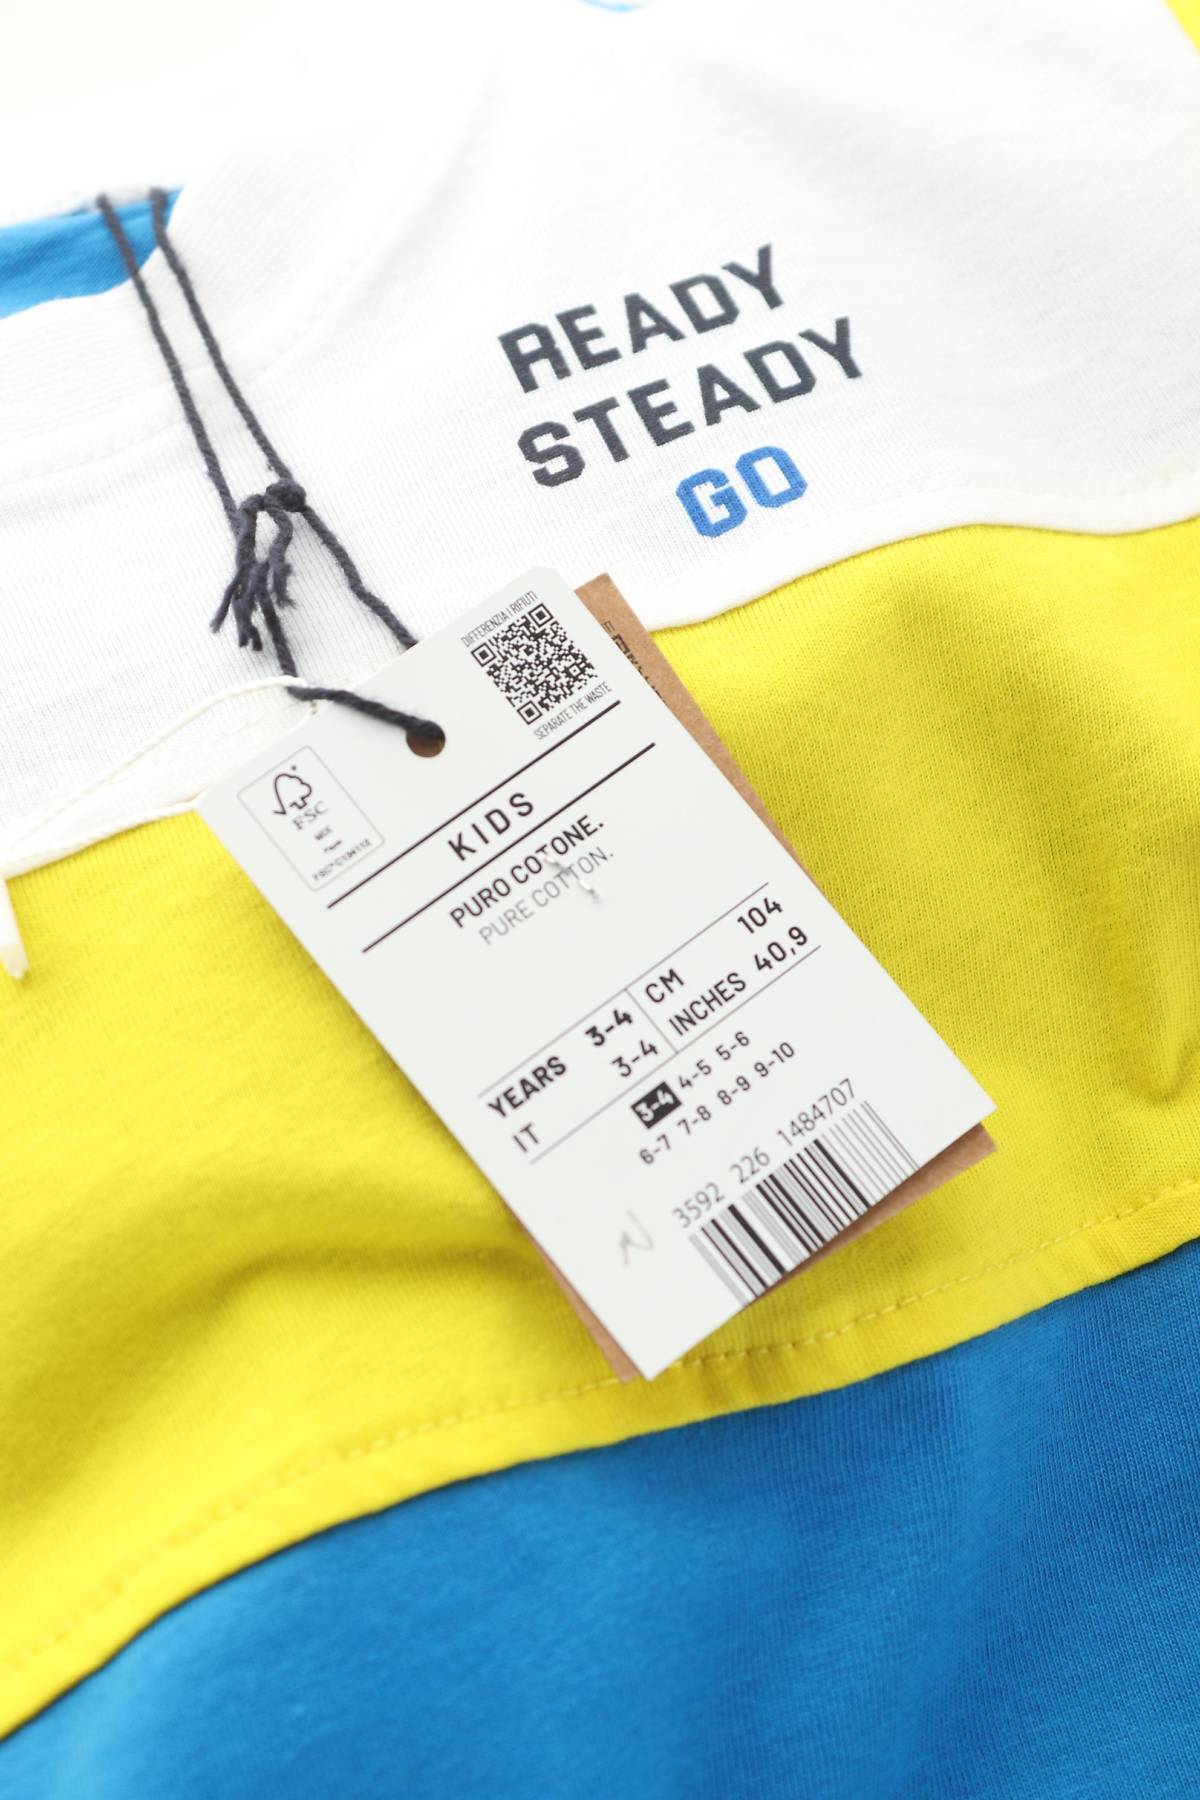 READY
STEADY
GO
DIFFERENZIA I RIFIUTI
SEPARATE THE WASTE
FSC
MIX
Paper
KIDS
PURO COTONE.
PURE COTTON.
YEARS 3-4
IT 3-4
CM 104
INCHES 40,9
3-4 4-5 5-6
6-7 7-8 8-9 9-10
3592 226 1484707